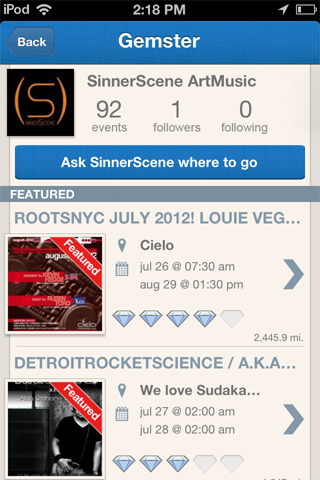 iPod 2:18 PM
Back Gemster
SinnerScene ArtMusic
92 1 0
events followers following
Ask SinnerScene where to go
FEATURED
ROOTSNYC JULY 2012! LOUIE VEG...
Featured
Cielo
jul 26 @ 07:30 am
aug 29 @ 01:30 pm
2,445.9 mi.
DETROITROCKETSCIENCE / A.K.A...
Featured
We love Sudaka...
jul 27 @ 02:00 am
jul 28 @ 02:00 am